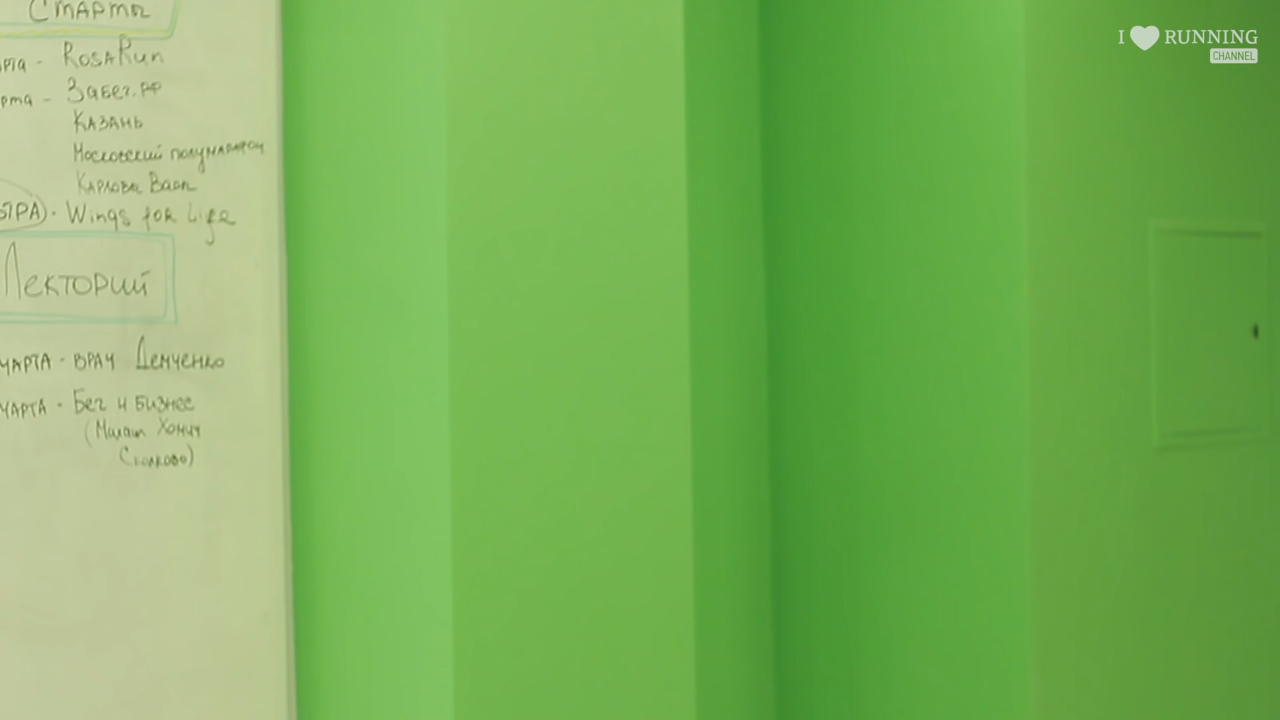 Старты
I RUNNING
CHANNEL
рта - RosaRun
рта - Забег.рф
Казань
Московский полумарафон
Карловы Вары
- Wings for Life
Лекторий
марта - врач Демченко
марта - Бег и бизнес
(
Сколково)